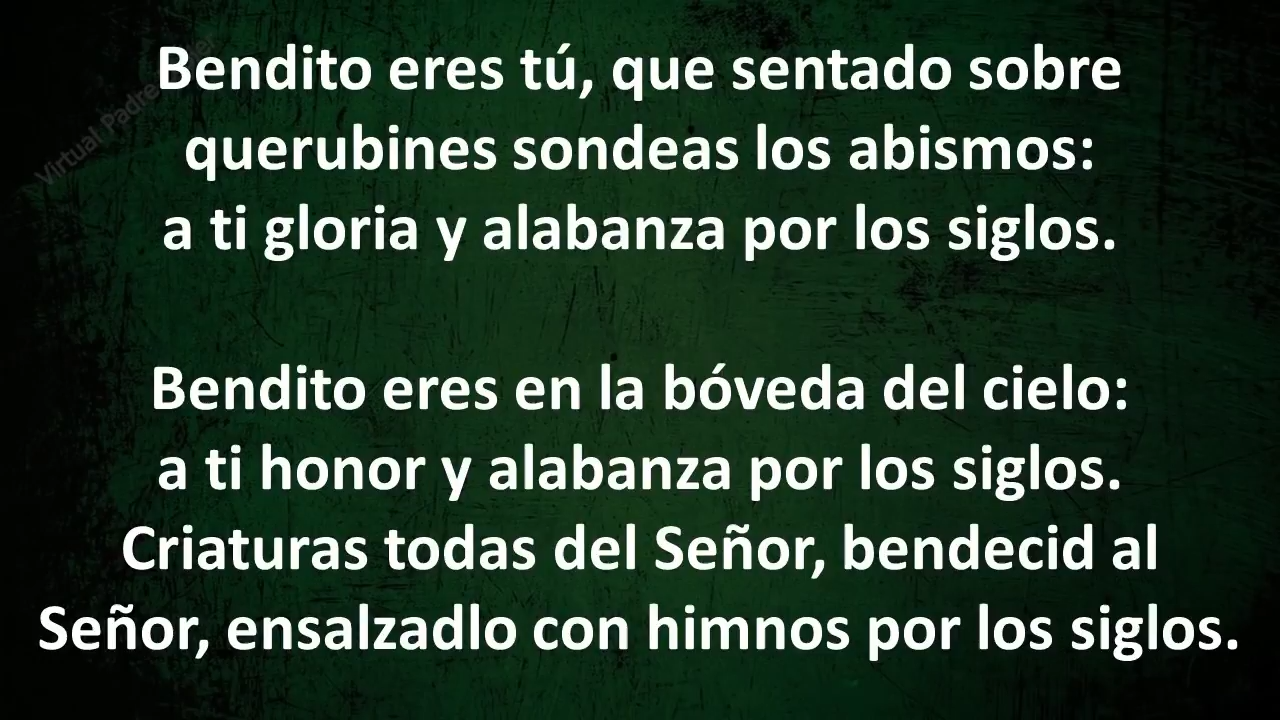 Bendito eres tú, que sentado sobre
querubines sondeas los abismos:
a ti gloria y alabanza por los siglos.
Bendito eres en la bóveda del cielo:
a ti honor y alabanza por los siglos.
Criaturas todas del Señor, bendecid al
Señor, ensalzadlo con himnos por los siglos.
Virtual Padre